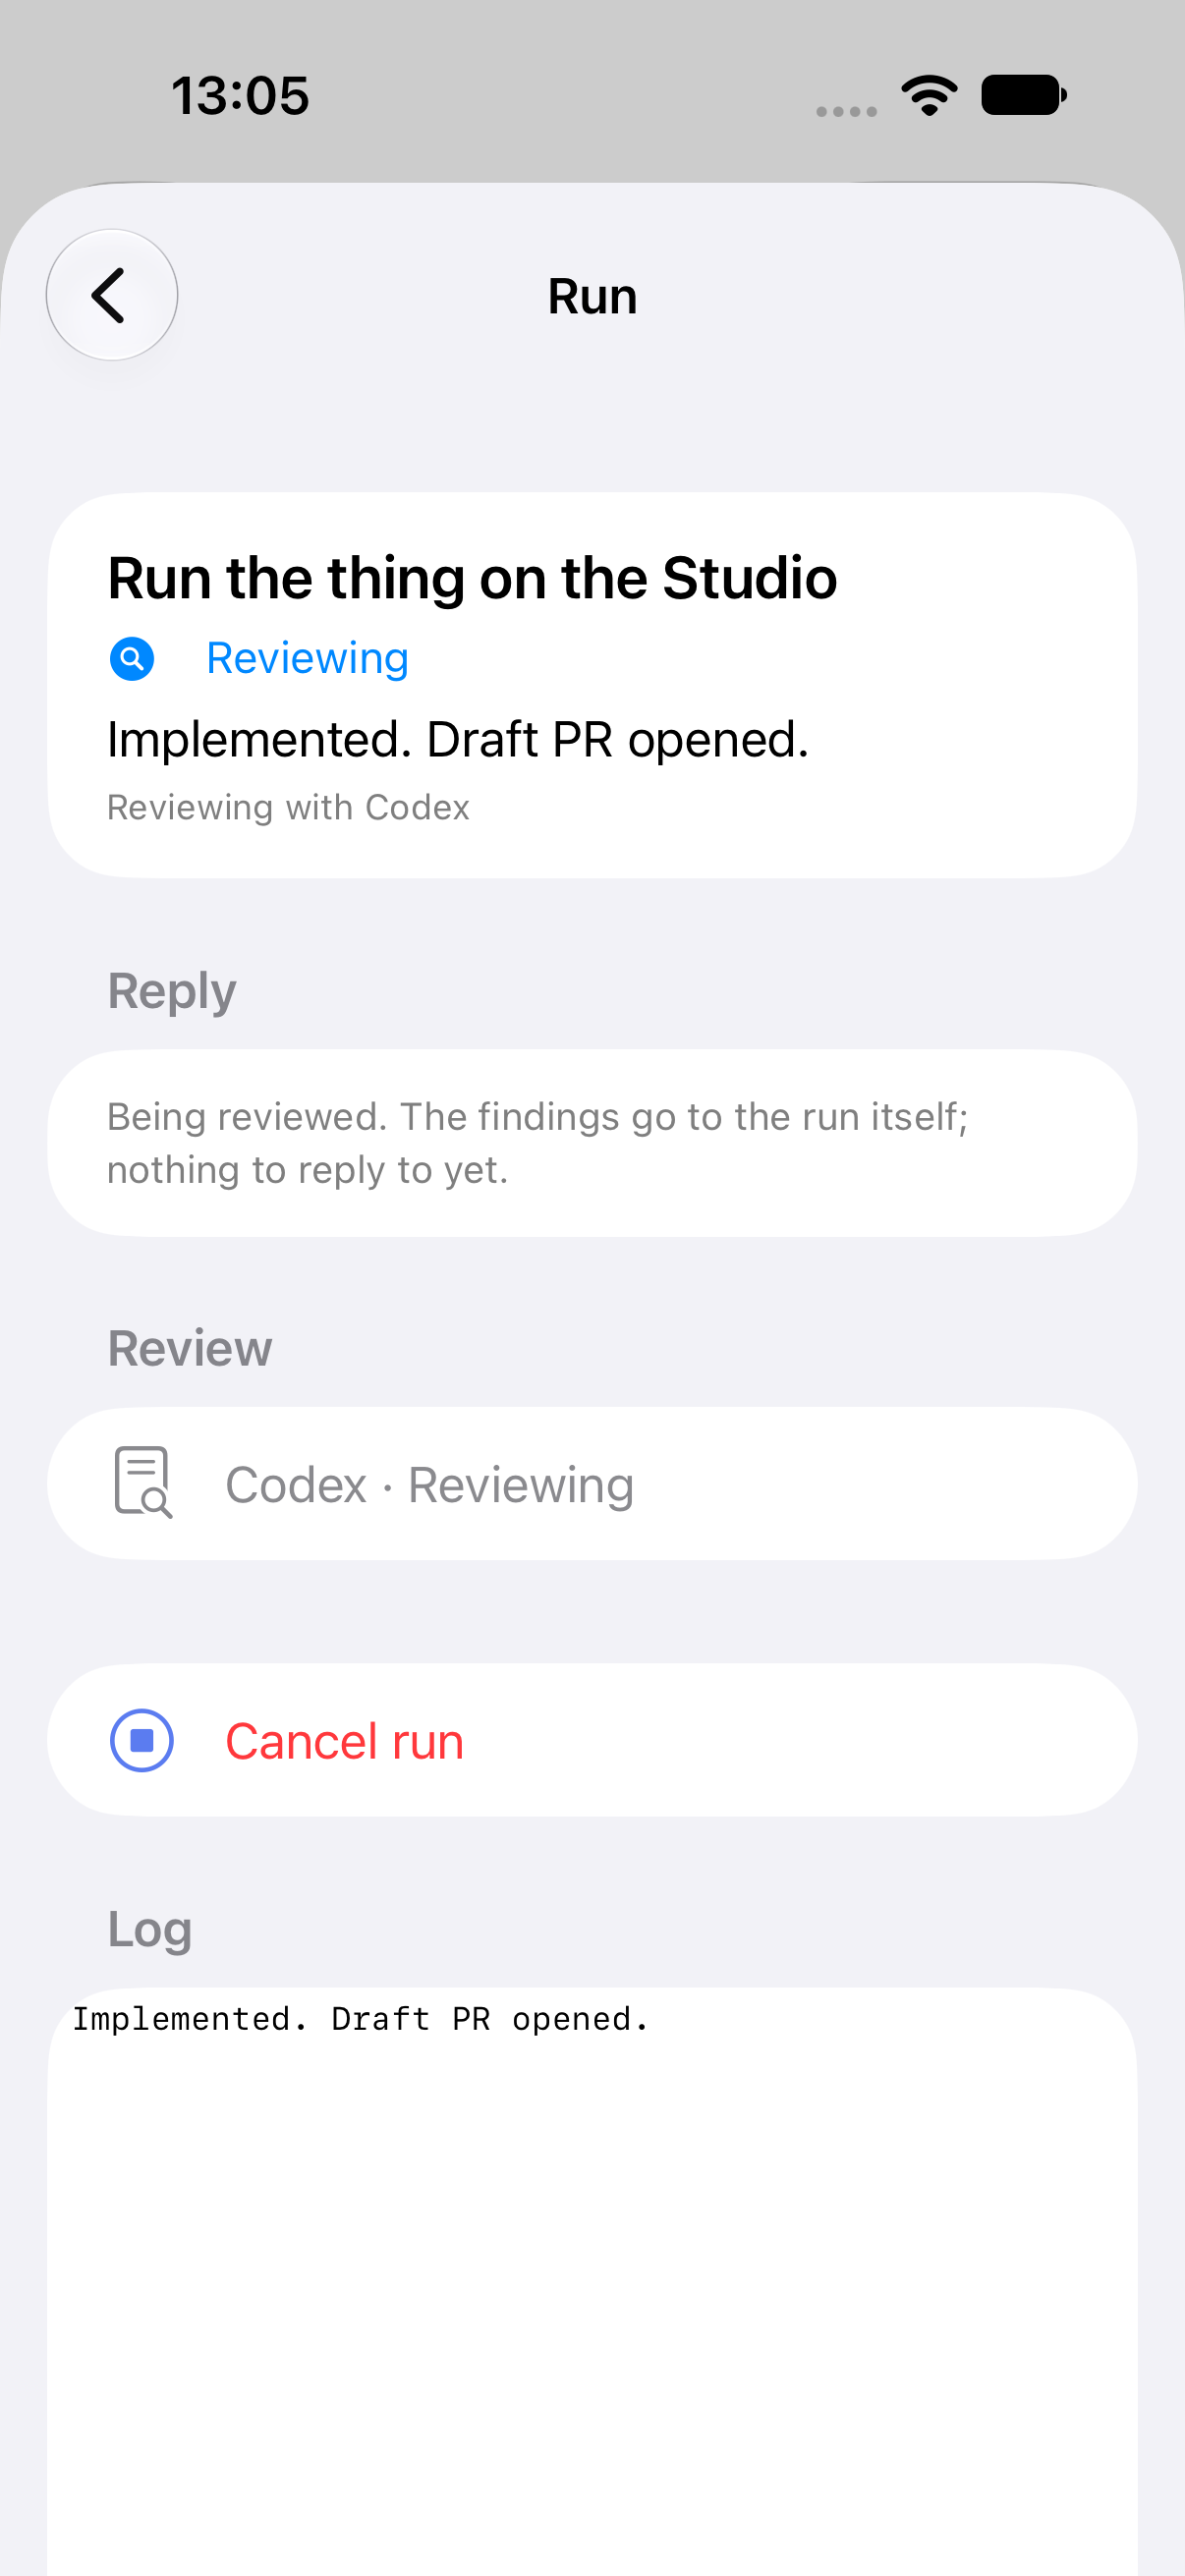 13:05
Run
Run the thing on the Studio
Reviewing
Implemented. Draft PR opened.
Reviewing with Codex
Reply
Being reviewed. The findings go to the run itself;
nothing to reply to yet.
Review
Codex · Reviewing
Cancel run
Log
Implemented. Draft PR opened.